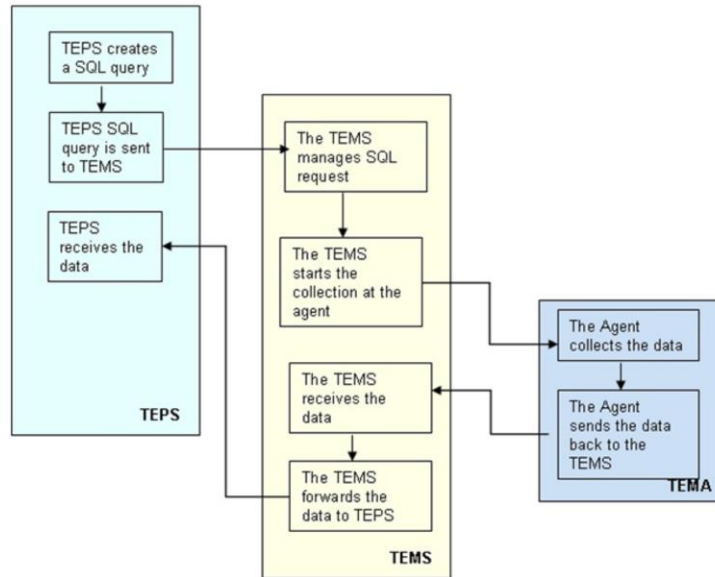 TEPS creates
a SQL query
TEPS SQL
query is sent
to TEMS
TEPS
receives the
data
TEPS
The TEMS
manages SQL
request
The TEMS
starts the
collection at the
agent
The TEMS
receives the
data
The TEMS
forwards the
data to TEPS
TEMS
The Agent
collects the data
The Agent
sends the data
back to the
TEMS
TEMA